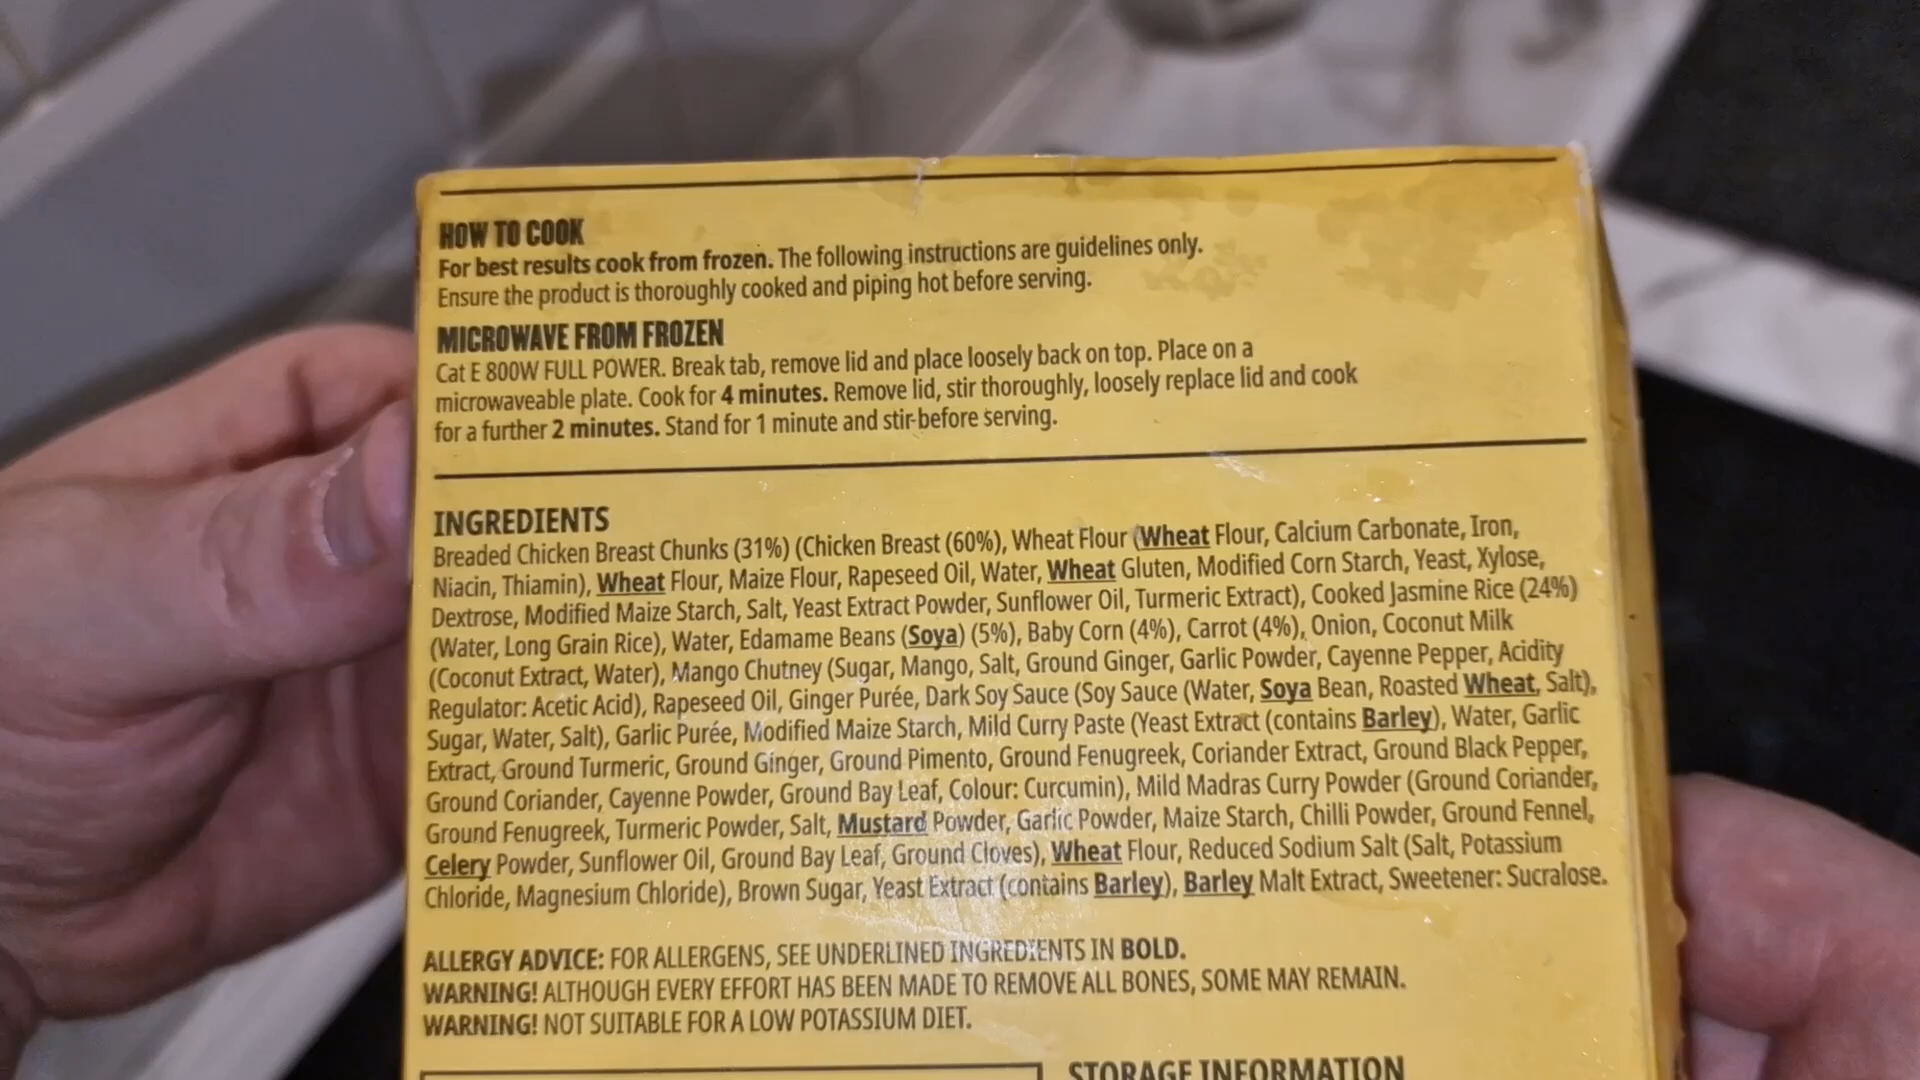 HOW TO COOK
For best results cook from frozen. The following instructions are guidelines only.
Ensure the product is thoroughly cooked and piping hot before serving.
MICROWAVE FROM FROZEN
Cat E 800W FULL POWER. Break tab, remove lid and place loosely back on top. Place on a
microwaveable plate. Cook for 4 minutes. Remove lid, stir thoroughly, loosely replace lid and cook
for a further 2 minutes. Stand for 1 minute and stir before serving.
INGREDIENTS
Breaded Chicken Breast Chunks (31%) (Chicken Breast (60%), Wheat Flour (Wheat Flour, Calcium Carbonate, Iron,
Niacin, Thiamin), Wheat Flour, Maize Flour, Rapeseed Oil, Water, Wheat Gluten, Modified Corn Starch, Yeast, Xylose,
Dextrose, Modified Maize Starch, Salt, Yeast Extract Powder, Sunflower Oil, Turmeric Extract), Cooked Jasmine Rice (24%)
(Water, Long Grain Rice), Water, Edamame Beans (Soya) (5%), Baby Corn (4%), Carrot (4%), Onion, Coconut Milk
(Coconut Extract, Water), Mango Chutney (Sugar, Mango, Salt, Ground Ginger, Garlic Powder, Cayenne Pepper, Acidity
Regulator: Acetic Acid), Rapeseed Oil, Ginger Purée, Dark Soy Sauce (Soy Sauce (Water, Soya Bean, Roasted Wheat, Salt),
Sugar, Water, Salt), Garlic Purée, Modified Maize Starch, Mild Curry Paste (Yeast Extract (contains Barley), Water, Garlic
Extract, Ground Turmeric, Ground Ginger, Ground Pimento, Ground Fenugreek, Coriander Extract, Ground Black Pepper,
Ground Coriander, Cayenne Powder, Ground Bay Leaf, Colour: Curcumin), Mild Madras Curry Powder (Ground Coriander,
Ground Fenugreek, Turmeric Powder, Salt, Mustard Powder, Garlic Powder, Maize Starch, Chilli Powder, Ground Fennel,
Celery Powder, Sunflower Oil, Ground Bay Leaf, Ground Cloves), Wheat Flour, Reduced Sodium Salt (Salt, Potassium
Chloride, Magnesium Chloride), Brown Sugar, Yeast Extract (contains Barley), Barley Malt Extract, Sweetener: Sucralose.
ALLERGY ADVICE: FOR ALLERGENS, SEE UNDERLINED INGREDIENTS IN BOLD.
WARNING! ALTHOUGH EVERY EFFORT HAS BEEN MADE TO REMOVE ALL BONES, SOME MAY REMAIN.
WARNING! NOT SUITABLE FOR A LOW POTASSIUM DIET.
STORAGE INFORMATION